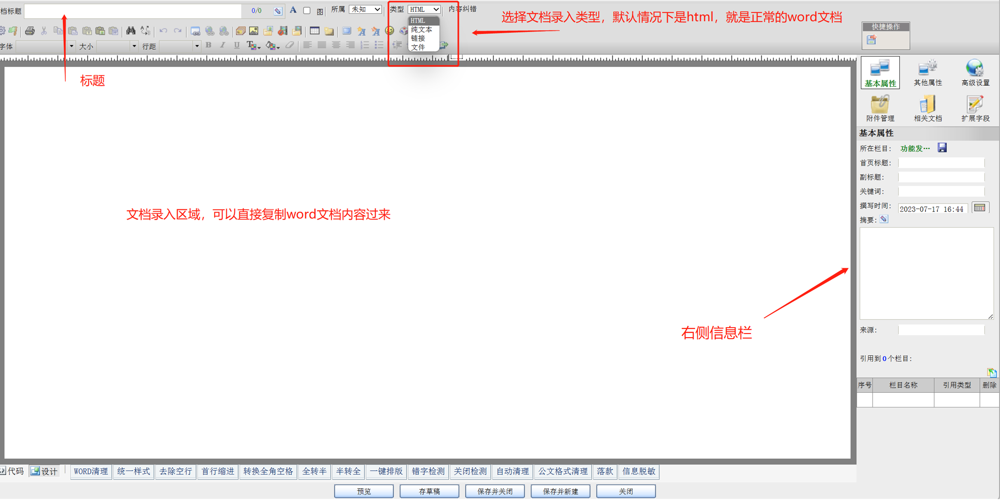 档标题 0/0 A 图 所属 未知 类型 HTML 内容纠错
选择文档录入类型，默认情况下是html，就是正常的word文档
HTML
纯文本
链接
文件
快捷操作
字体 大小 行距 B I U
标题
基本属性 其他属性 高级设置
附件管理 相关文档 扩展字段
基本属性
所在栏目： 功能发…
首页标题：
副标题：
关键词：
撰写时间： 2023-07-17 16:44
摘要：
文档录入区域，可以直接复制word文档内容过来
右侧信息栏
来源：
引用到0个栏目：
序号 栏目名称 引用类型 删除
代码 设计 WORD清理 统一样式 去除空行 首行缩进 转换全角空格 全转半 半转全 一键排版 错字检测 关闭检测 自动清理 公文格式清理 落款 信息脱敏
预览 存草稿 保存并关闭 保存并新建 关闭